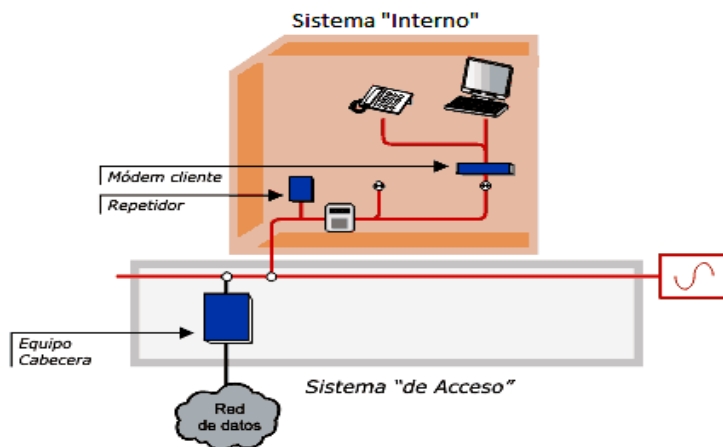 Sistema "Interno"
Módem cliente
Repetidor
Equipo
Cabecera
Sistema “de Acceso”
Red
de datos